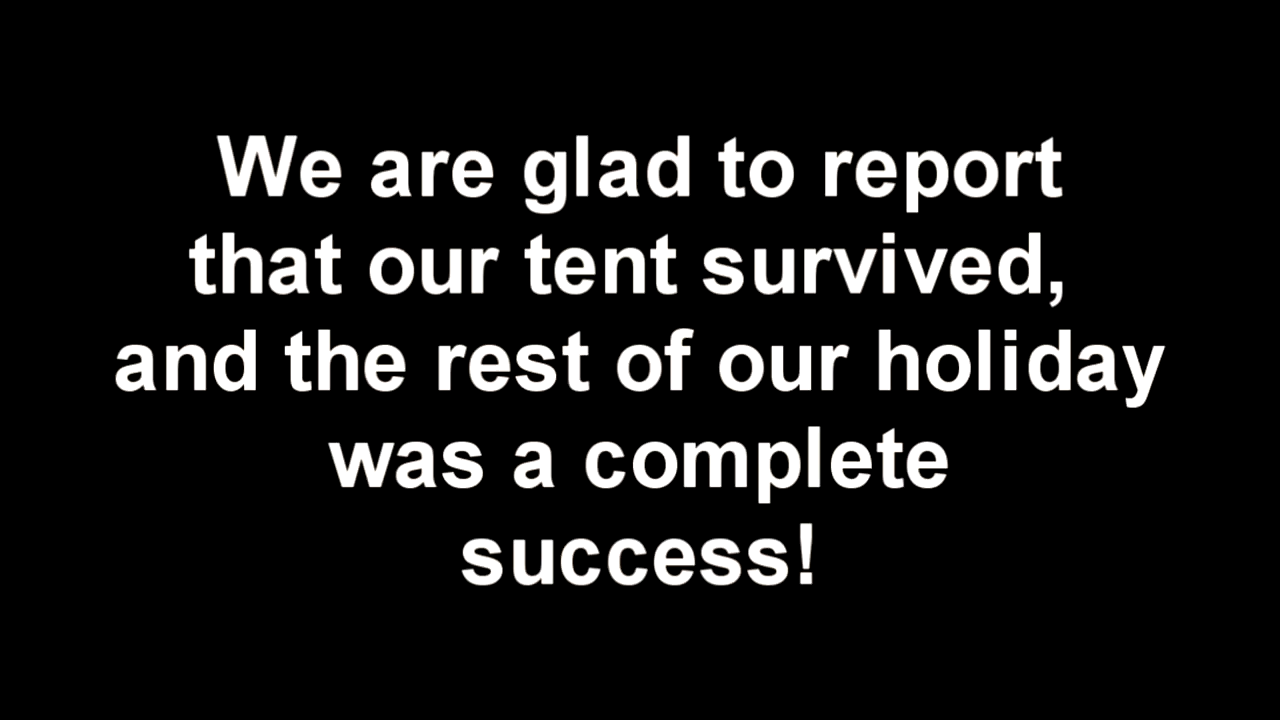 We are glad to report
that our tent survived,
and the rest of our holiday
was a complete
success!